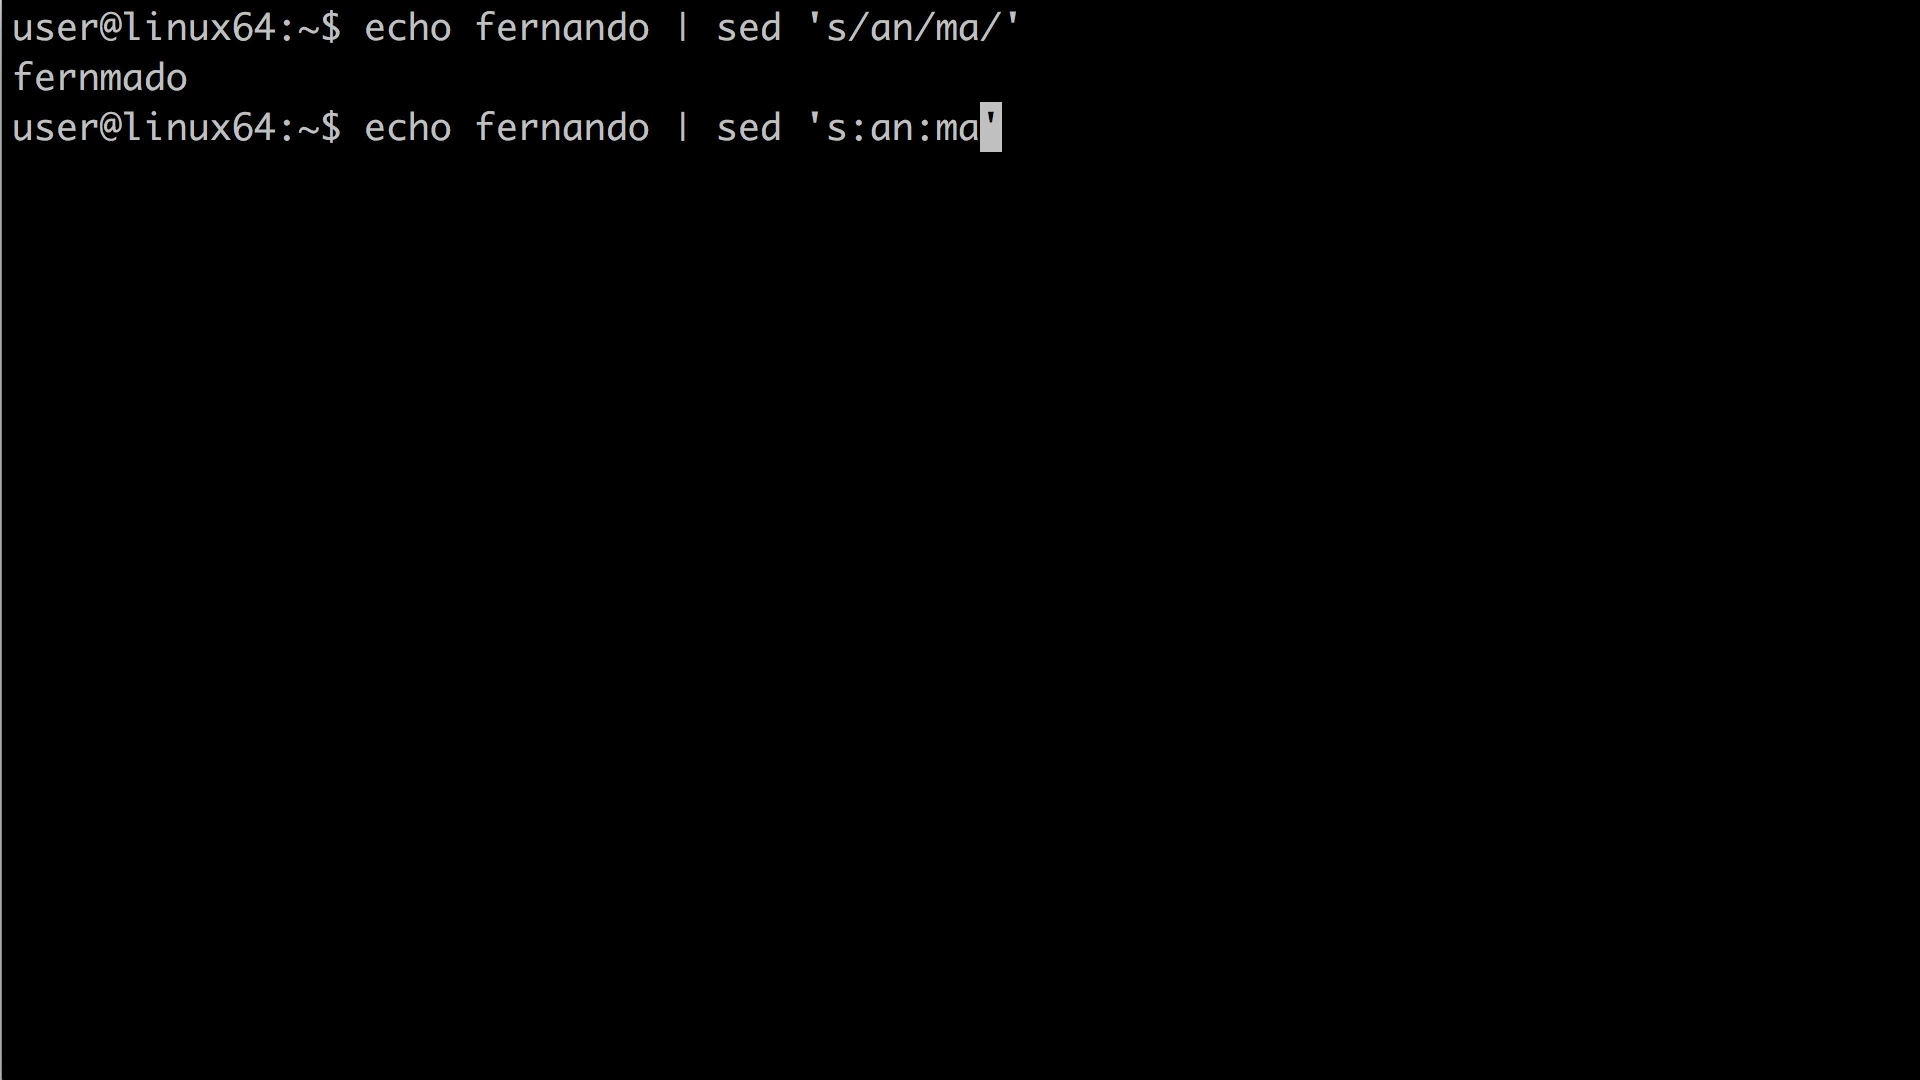 user@linux64:~$ echo fernando | sed 's/an/ma/'
fernmado
user@linux64:~$ echo fernando | sed 's:an:ma'